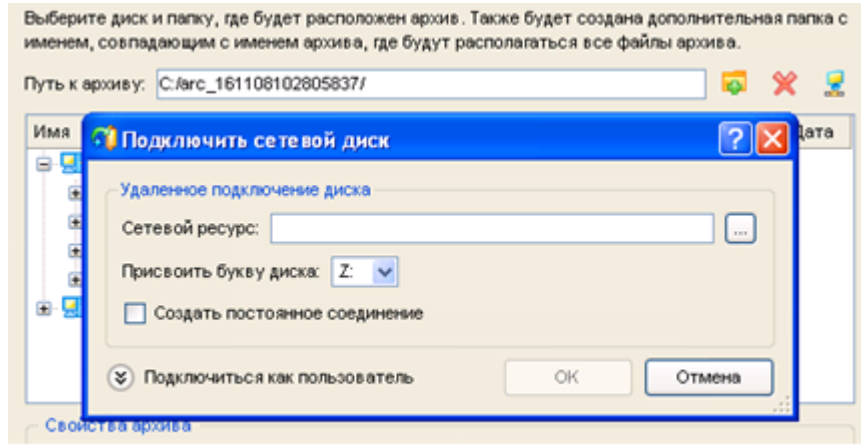 Выберите диск и папку, где будет расположен архив. Также будет создана дополнительная папка с
именем, совпадающим с именем архива, где будут располагаться все файлы архива.
Путь к архиву: C:/arc_161108102805837/
Имя
Дата
Подключить сетевой диск
?
Удаленное подключение диска
Сетевой ресурс:
...
Присвоить букву диска: Z:
Создать постоянное соединение
Подключиться как пользователь
OK
Отмена
Свойства архива